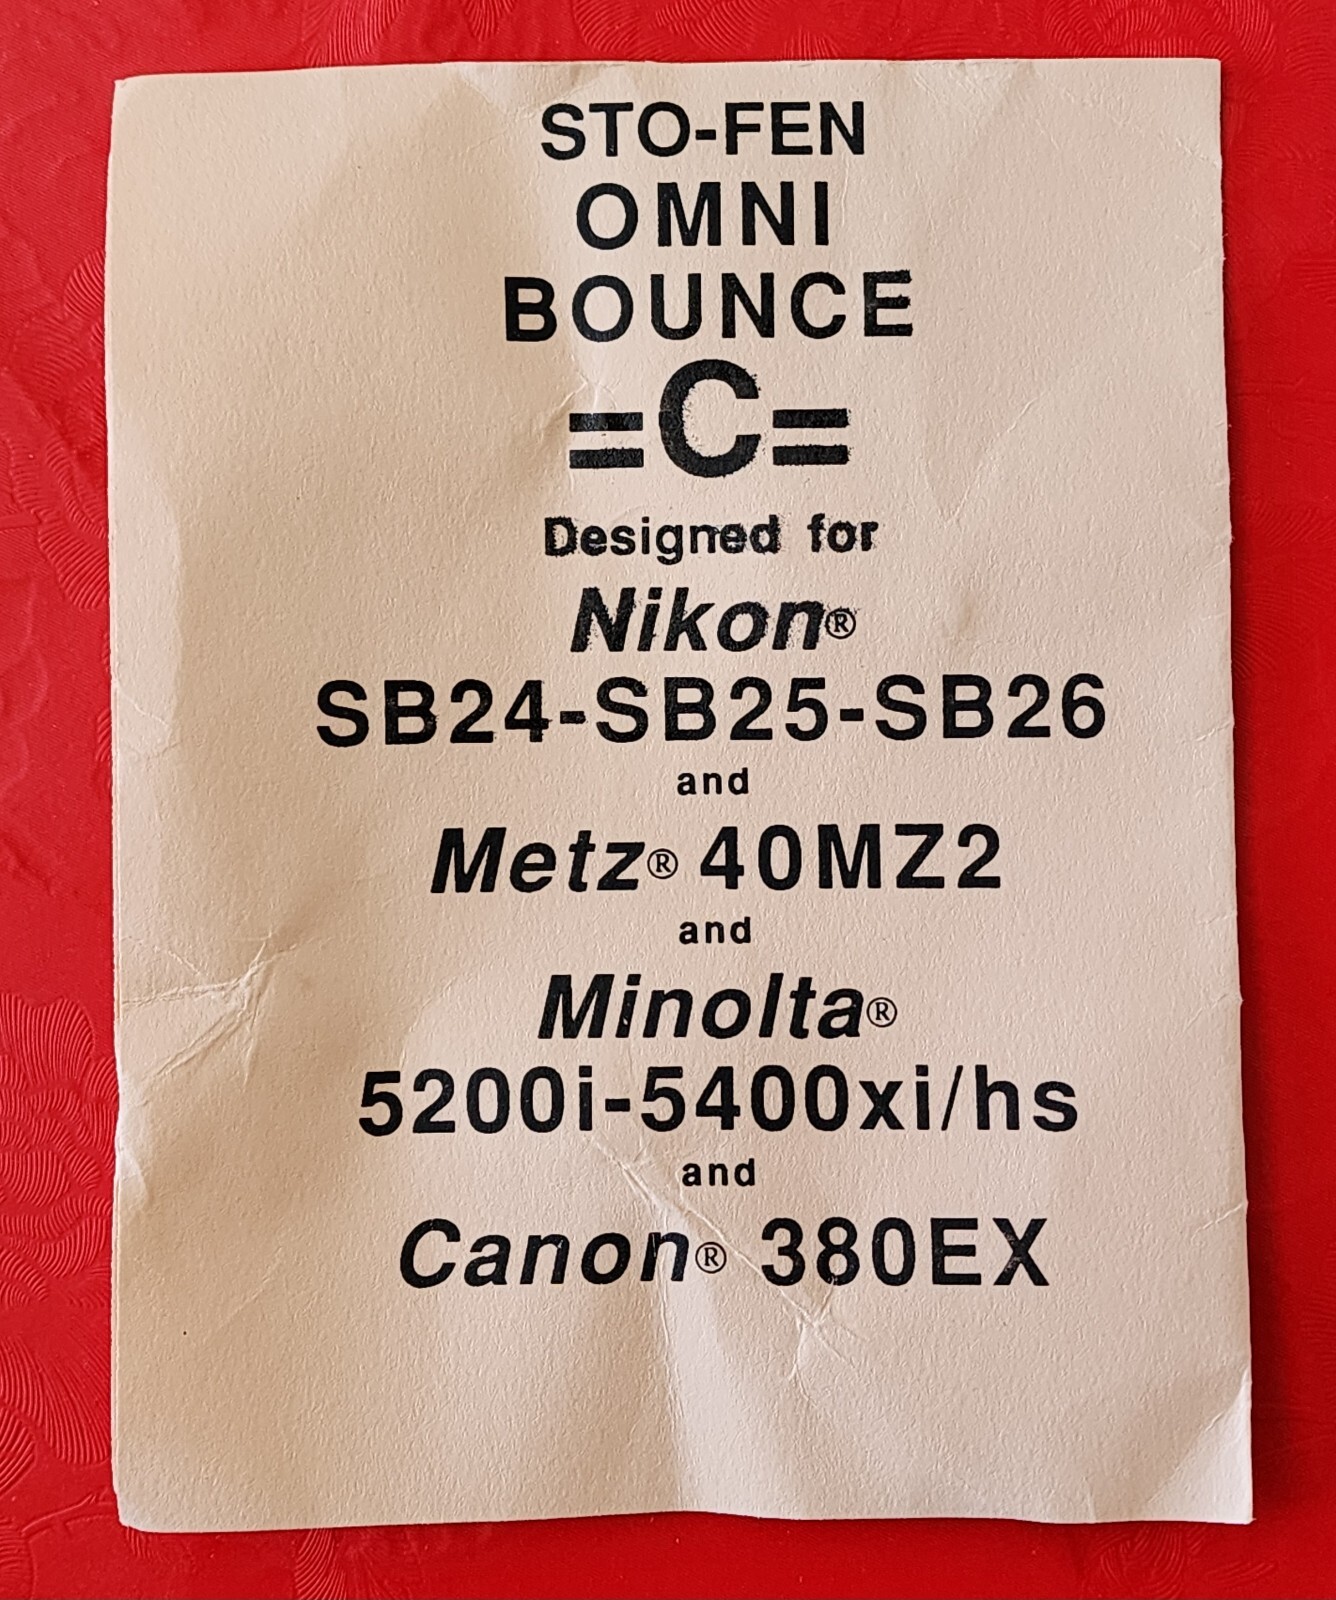 STO-FEN
OMNI
BOUNCE
=C=
Designed for
Nikon®
SB24-SB25-SB26
and
Metz® 40MZ2
and
Minolta®
5200i-5400xi/hs
and
Canon® 380EX